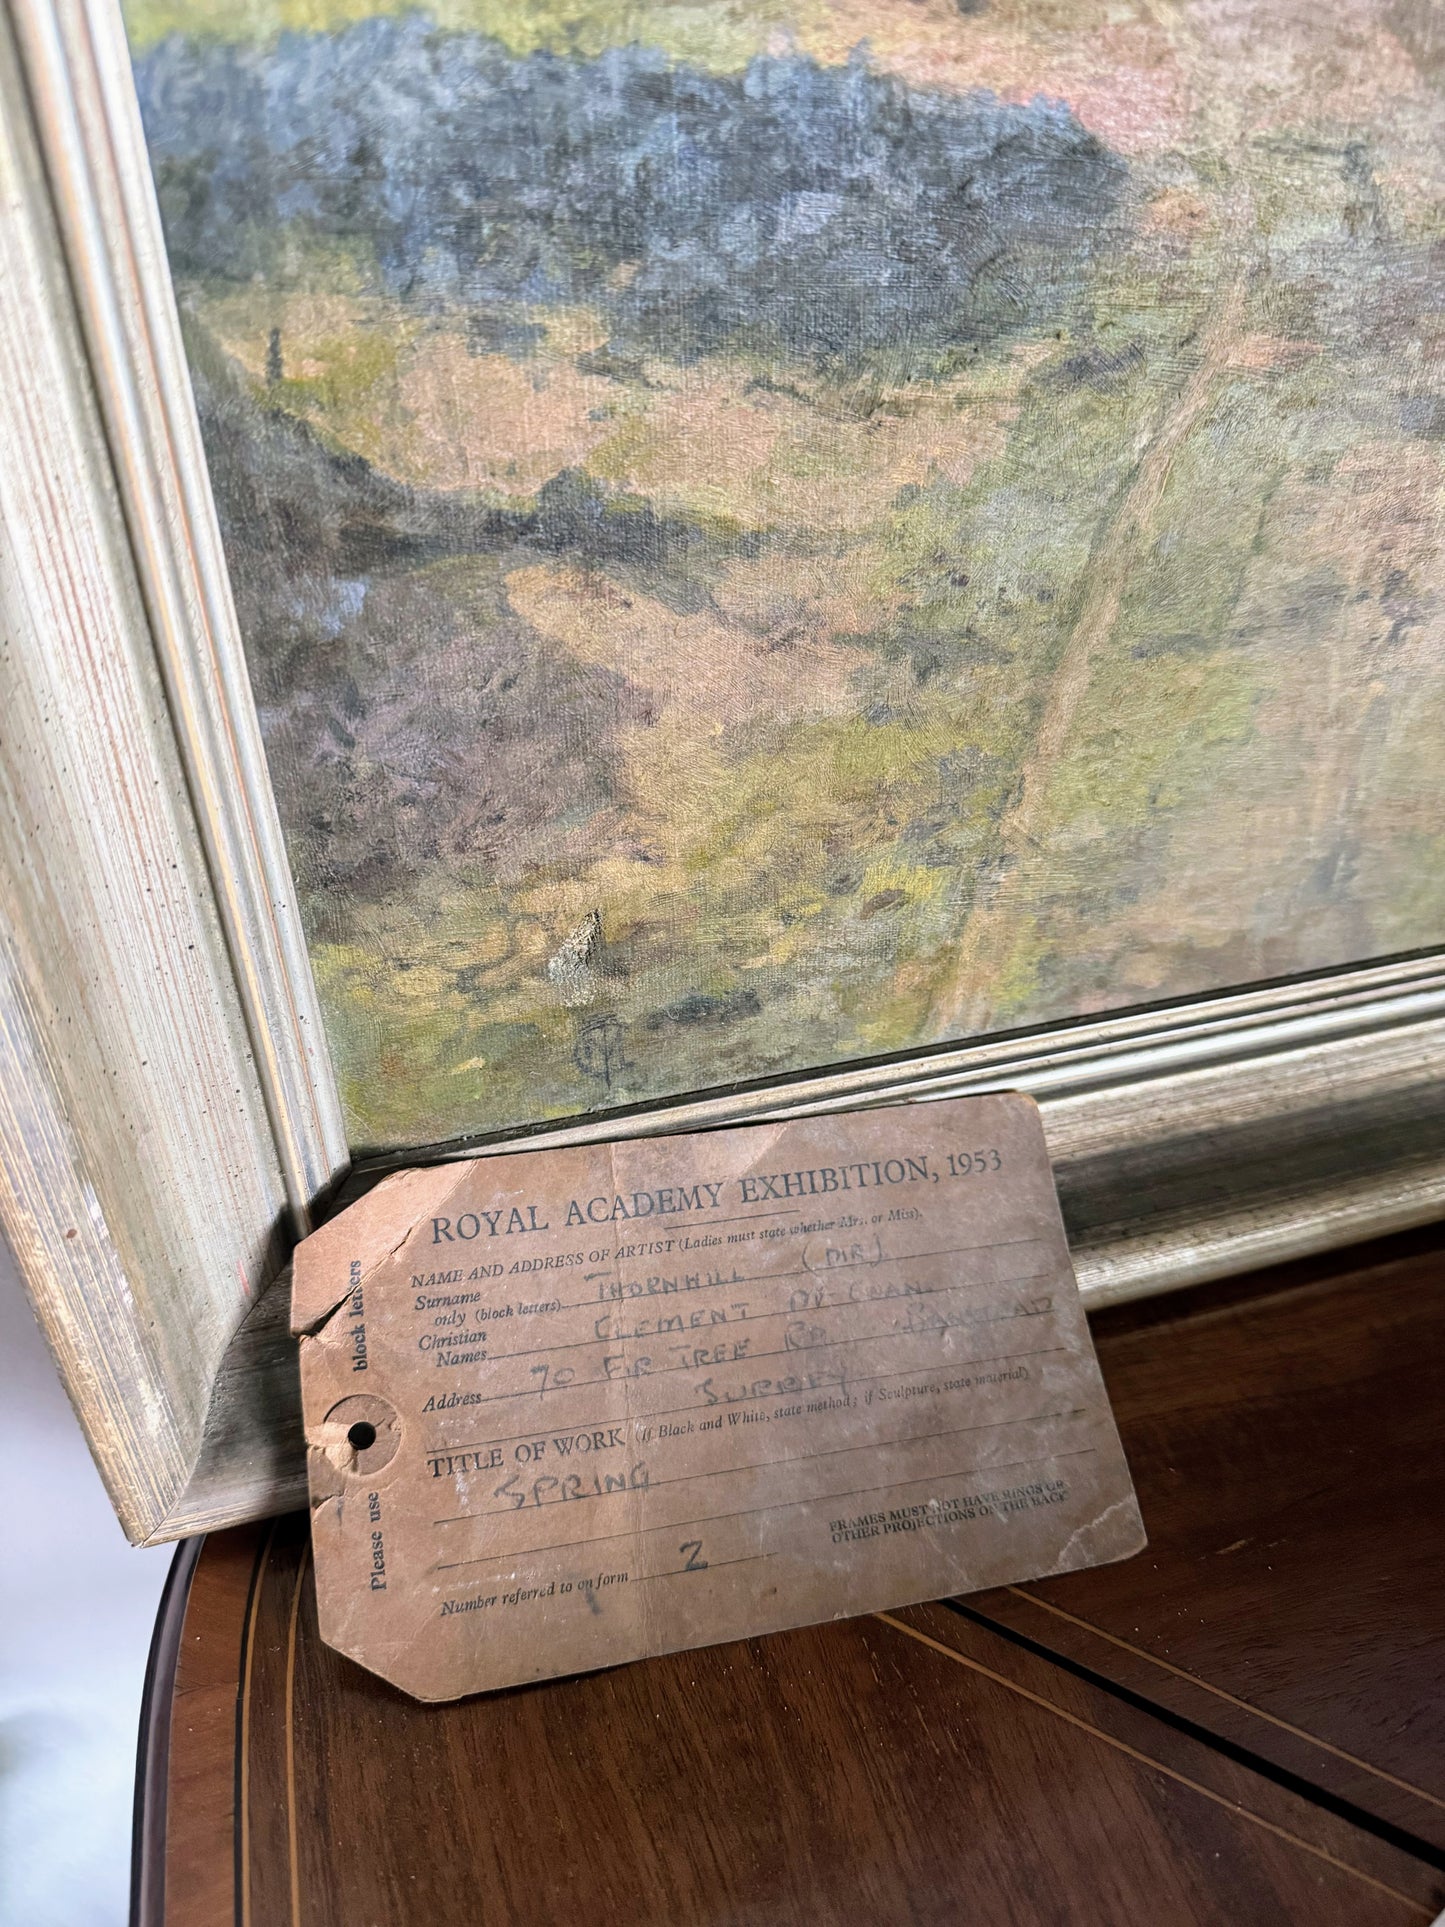 ROYAL ACADEMY EXHIBITION, 1953
NAME AND ADDRESS OF ARTIST (Ladies must state whether Mrs. or Miss).
Surname
only (block letters) THORNHILL (MR).
Christian
Names CLEMENT
Address 70 FIR TREE RD.
SURREY.
TITLE OF WORK (If Black and White, state method; if Sculpture, state material)
SPRING
FRAMES MUST NOT HAVE RINGS OR
OTHER PROJECTIONS ON THE BACK
Number referred to on form 2
Please use block letters